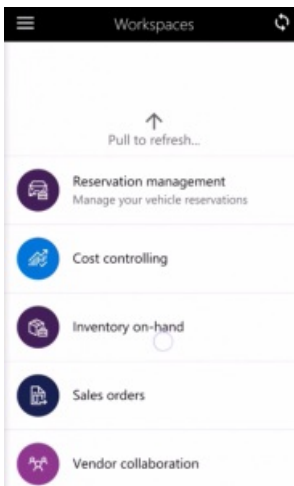 Workspaces
Pull to refresh...
Reservation management
Manage your vehicle reservations
Cost controlling
Inventory on-hand
Sales orders
Vendor collaboration